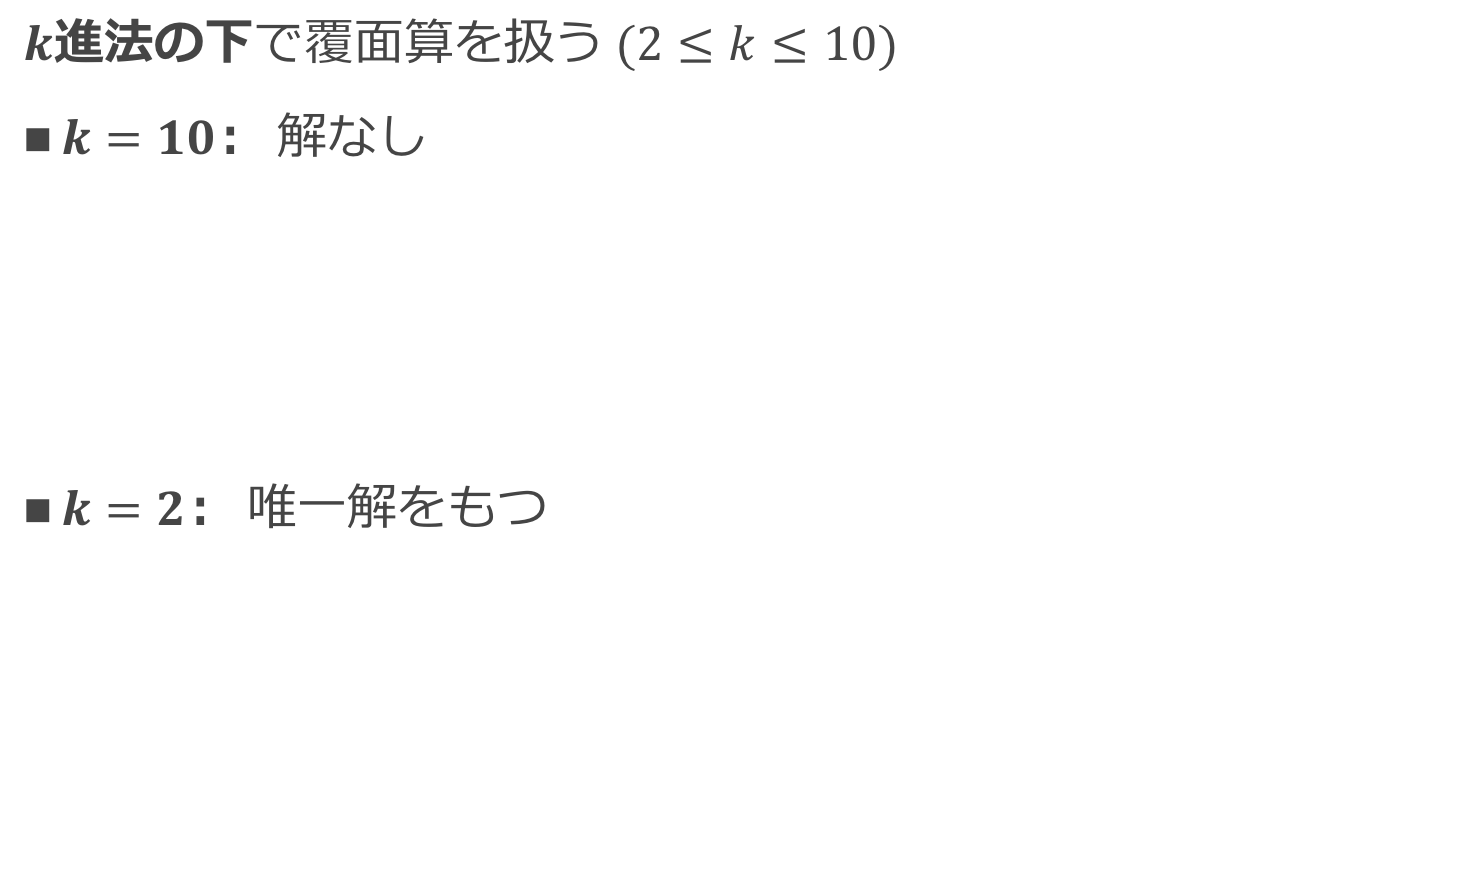 k進法の下で覆面算を扱う (2 ≤ k ≤ 10)
■ k = 10： 解なし
■ k = 2： 唯一解をもつ